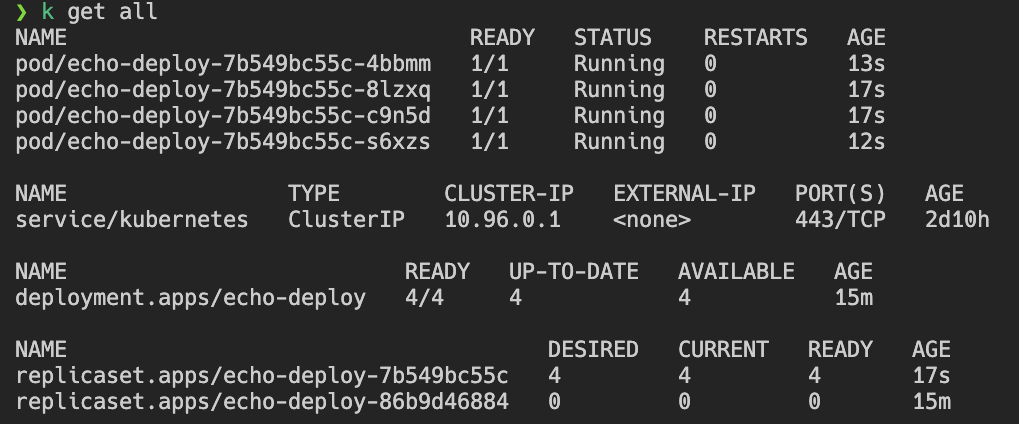 ❯ k get all
NAME READY STATUS RESTARTS AGE
pod/echo-deploy-7b549bc55c-4bbmm 1/1 Running 0 13s
pod/echo-deploy-7b549bc55c-8lzxq 1/1 Running 0 17s
pod/echo-deploy-7b549bc55c-c9n5d 1/1 Running 0 17s
pod/echo-deploy-7b549bc55c-s6xzs 1/1 Running 0 12s
NAME TYPE CLUSTER-IP EXTERNAL-IP PORT(S) AGE
service/kubernetes ClusterIP 10.96.0.1 <none> 443/TCP 2d10h
NAME READY UP-TO-DATE AVAILABLE AGE
deployment.apps/echo-deploy 4/4 4 4 15m
NAME DESIRED CURRENT READY AGE
replicaset.apps/echo-deploy-7b549bc55c 4 4 4 17s
replicaset.apps/echo-deploy-86b9d46884 0 0 0 15m